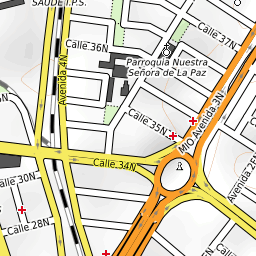 SAUDE I.P.S.
Calle 36N
Calle 37N
Parroquia Nuestra
Señora de La Paz
Avenida 4N
Calle 35N
MIO Avenida 3N
Calle 34N
Calle 30N
Avenida 2E
Calle 28N